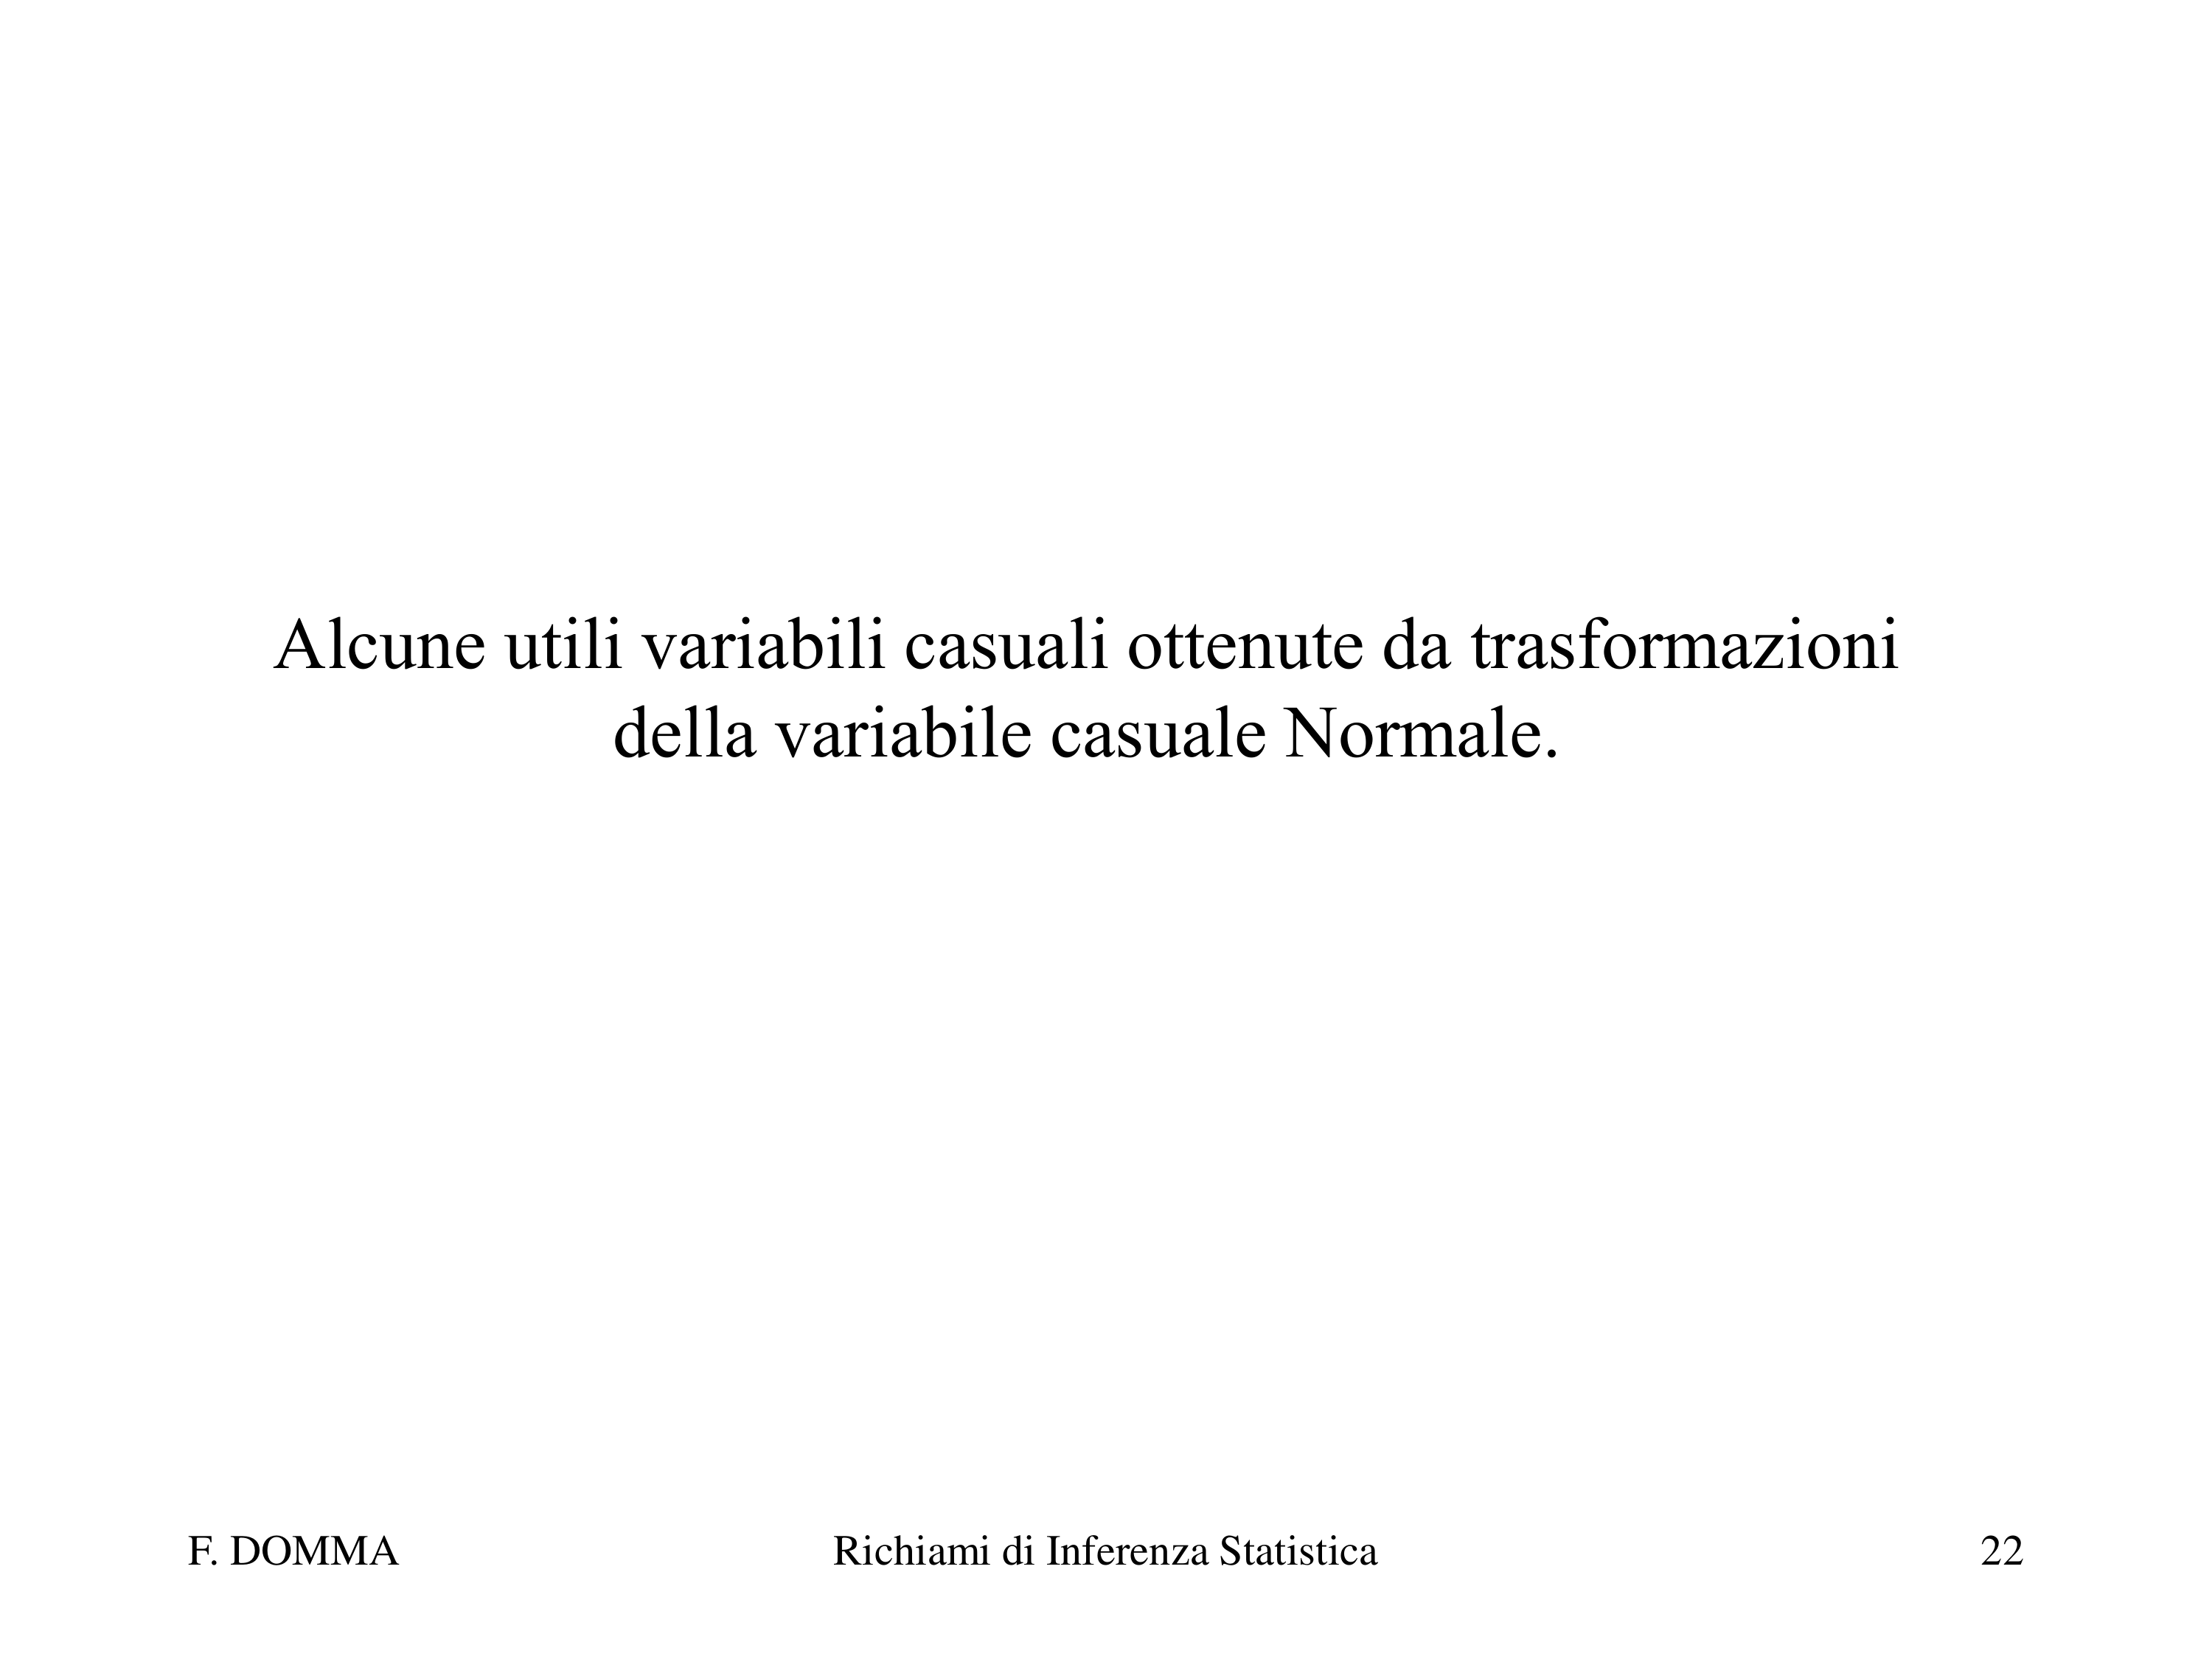 Alcune utili variabili casuali ottenute da trasformazioni
della variabile casuale Normale.
F. DOMMA Richiami di Inferenza Statistica 22